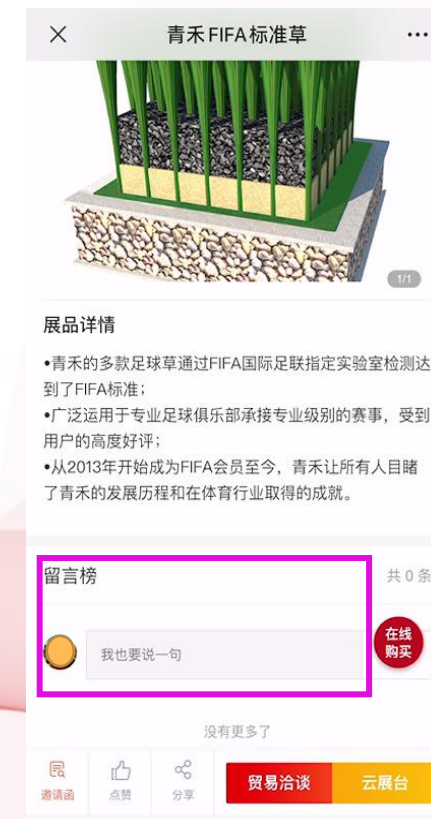 青禾FIFA标准草
1/1
展品详情
•青禾的多款足球草通过FIFA国际足联指定实验室检测达
到了FIFA标准；
•广泛运用于专业足球俱乐部承接专业级别的赛事，受到
用户的高度好评；
•从2013年开始成为FIFA会员至今，青禾让所有人目睹
了青禾的发展历程和在体育行业取得的成就。
留言榜
共 0 条
我也要说一句
在线
购买
没有更多了
邀请函
点赞
分享
贸易洽谈
云展台